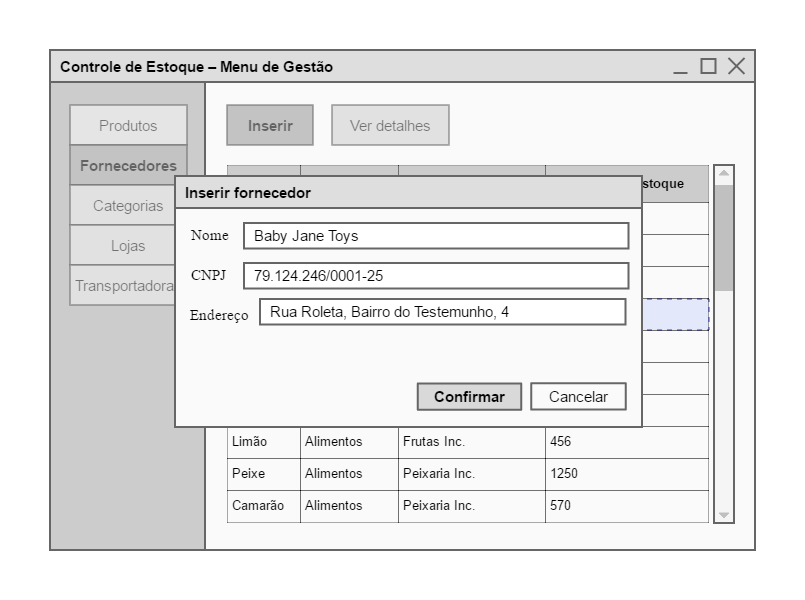 Controle de Estoque – Menu de Gestão
Produtos
Fornecedores
Categorias
Lojas
Transportadora
Inserir
Ver detalhes
stoque
Inserir fornecedor
Nome
Baby Jane Toys
CNPJ
79.124.246/0001-25
Endereço
Rua Roleta, Bairro do Testemunho, 4
Confirmar
Cancelar
Limão Alimentos Frutas Inc. 456
Peixe Alimentos Peixaria Inc. 1250
Camarão Alimentos Peixaria Inc. 570